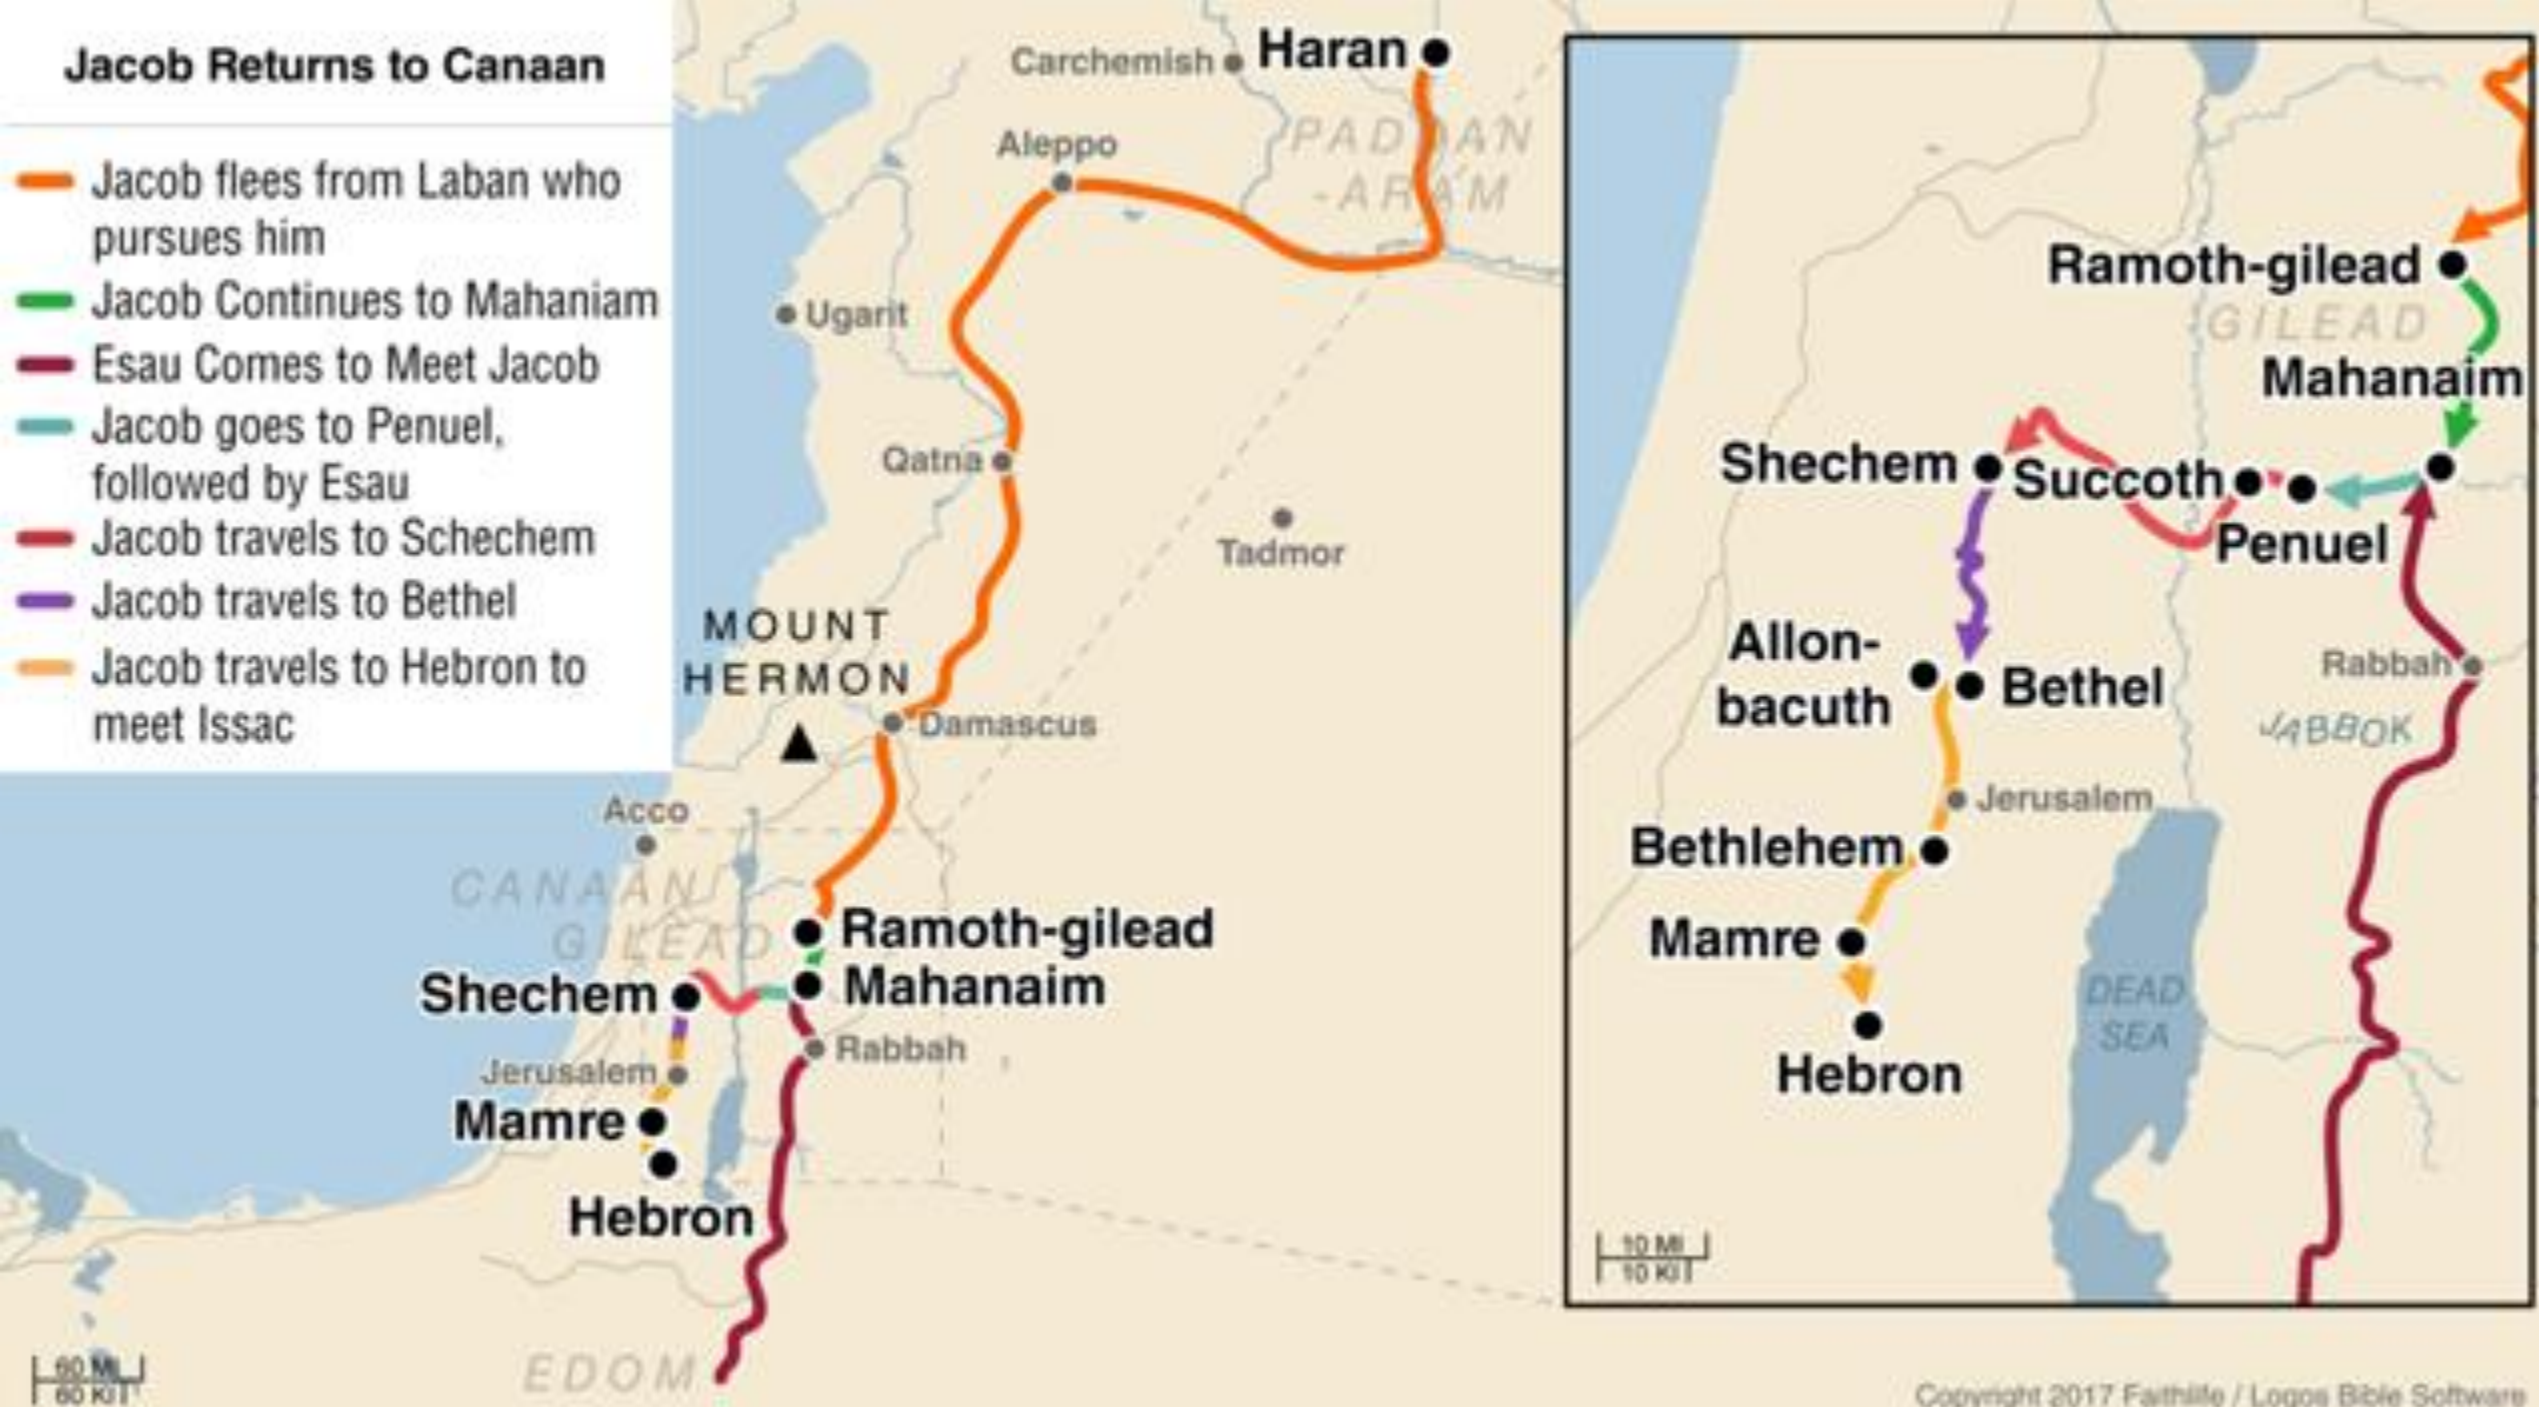 Jacob Returns to Canaan
Jacob flees from Laban who
pursues him
Jacob Continues to Mahaniam
Esau Comes to Meet Jacob
Jacob goes to Penuel,
followed by Esau
Jacob travels to Schechem
Jacob travels to Bethel
Jacob travels to Hebron to
meet Issac
Carchemish
Haran
PADDAN
-ARAM
Aleppo
Ugarit
Qatna
Tadmor
MOUNT
HERMON
Damascus
Acco
CANAAN
GILEAD
Ramoth-gilead
Mahanaim
Shechem
Rabbah
Jerusalem
Mamre
Hebron
EDOM
60 MI
60 KI
Ramoth-gilead
GILEAD
Mahanaim
Shechem
Succoth
Penuel
Allon-
bacuth
Bethel
Rabbah
JABBOK
Jerusalem
Bethlehem
Mamre
DEAD
SEA
Hebron
10 MI
10 KI
Copyright 2017 Faithlife / Logos Bible Software